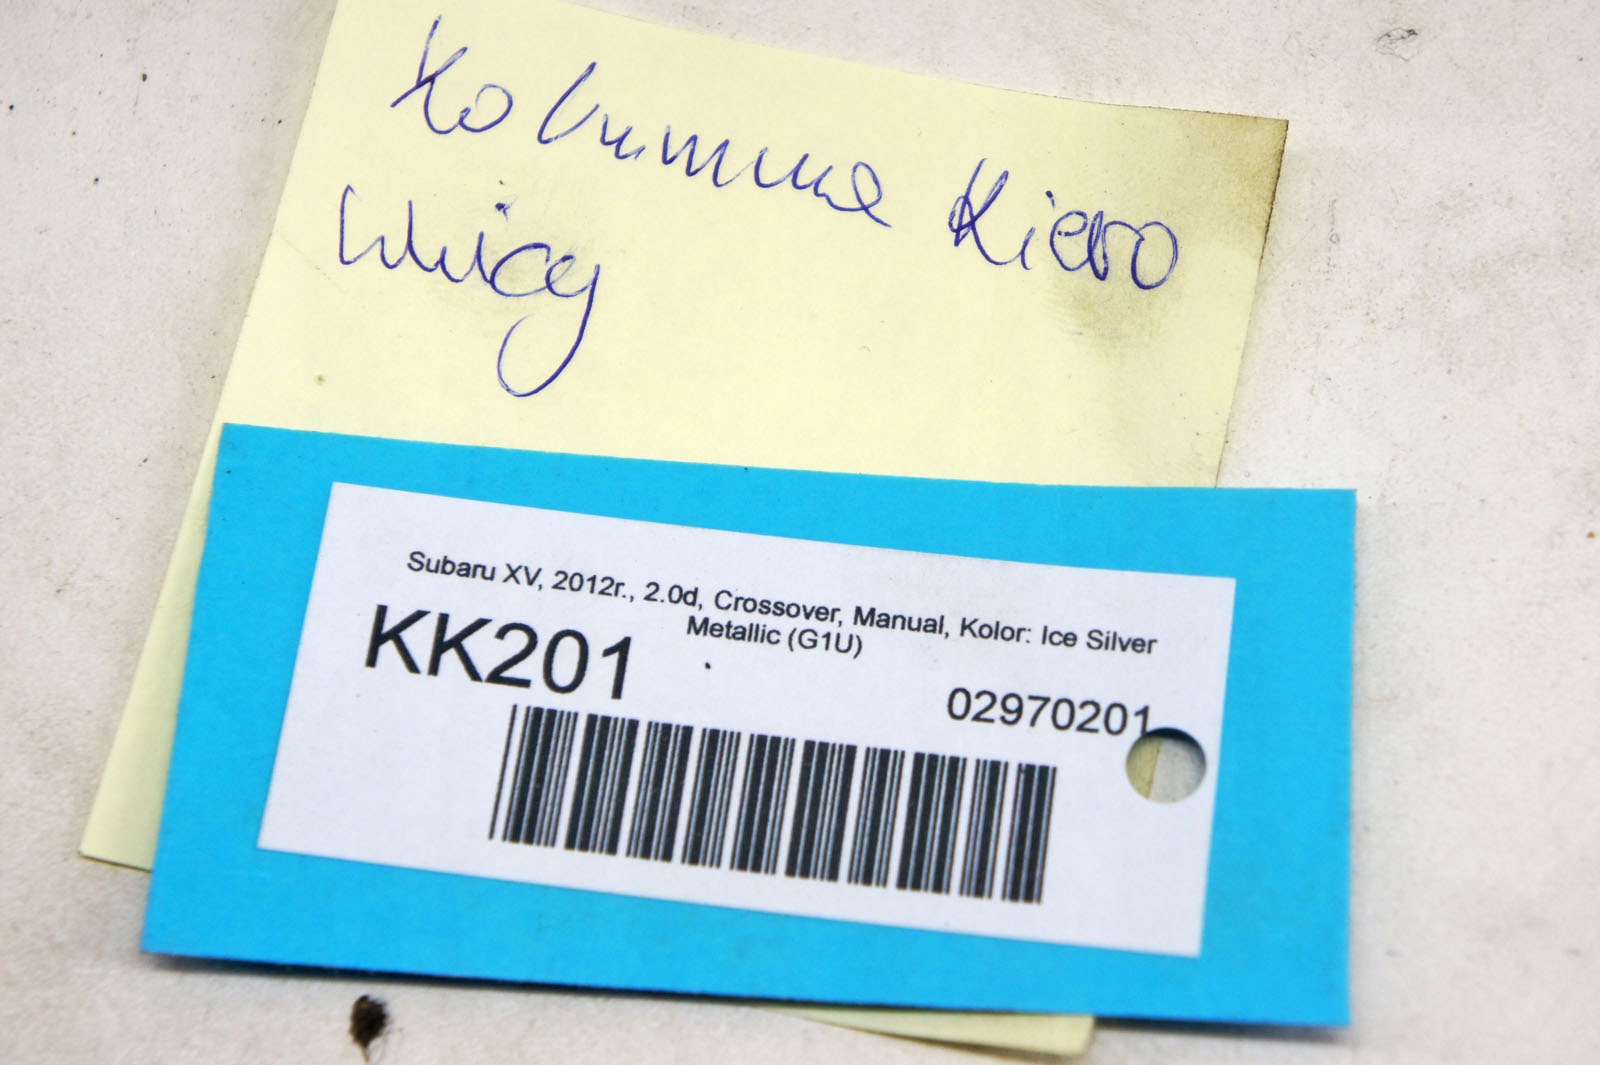 Kolumna Kiero
wnicy
Subaru XV, 2012r., 2.0d, Crossover, Manual, Kolor: Ice Silver
Metallic (G1U)
KK201
02970201